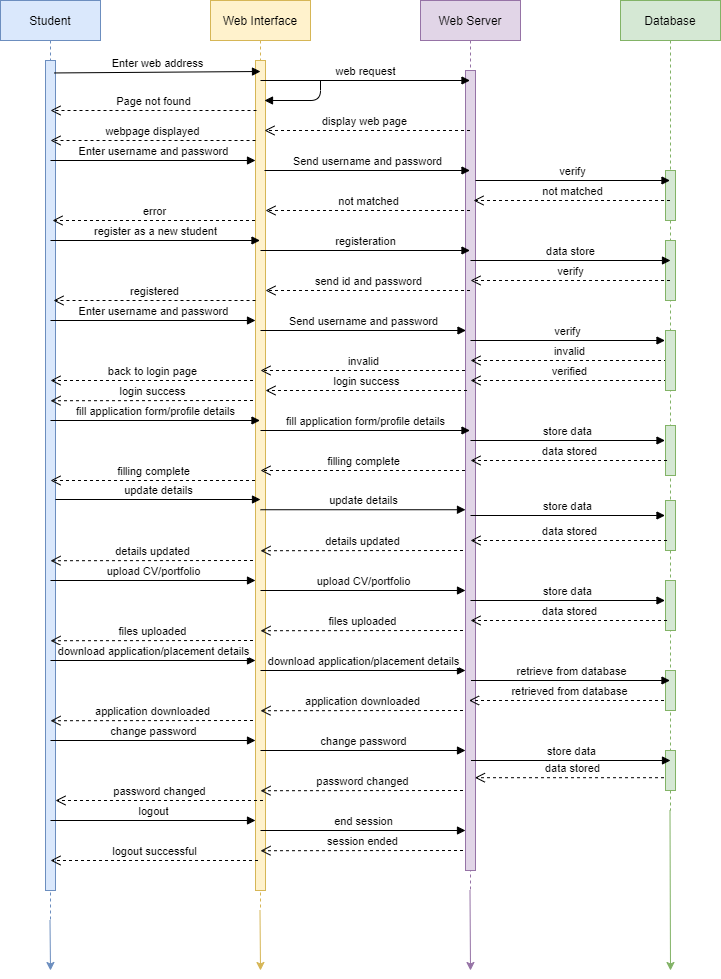 Student
Web Interface
Web Server
Database
Enter web address
web request
Page not found
display web page
webpage displayed
Enter username and password
Send username and password
verify
not matched
not matched
error
register as a new student
registeration
data store
verify
send id and password
registered
Enter username and password
Send username and password
verify
invalid
invalid
back to login page
verified
login success
login success
fill application form/profile details
fill application form/profile details
store data
data stored
filling complete
filling complete
update details
update details
store data
data stored
details updated
details updated
upload CV/portfolio
upload CV/portfolio
store data
data stored
files uploaded
files uploaded
download application/placement details
download application/placement details
retrieve from database
retrieved from database
application downloaded
application downloaded
change password
change password
store data
data stored
password changed
password changed
logout
end session
session ended
logout successful